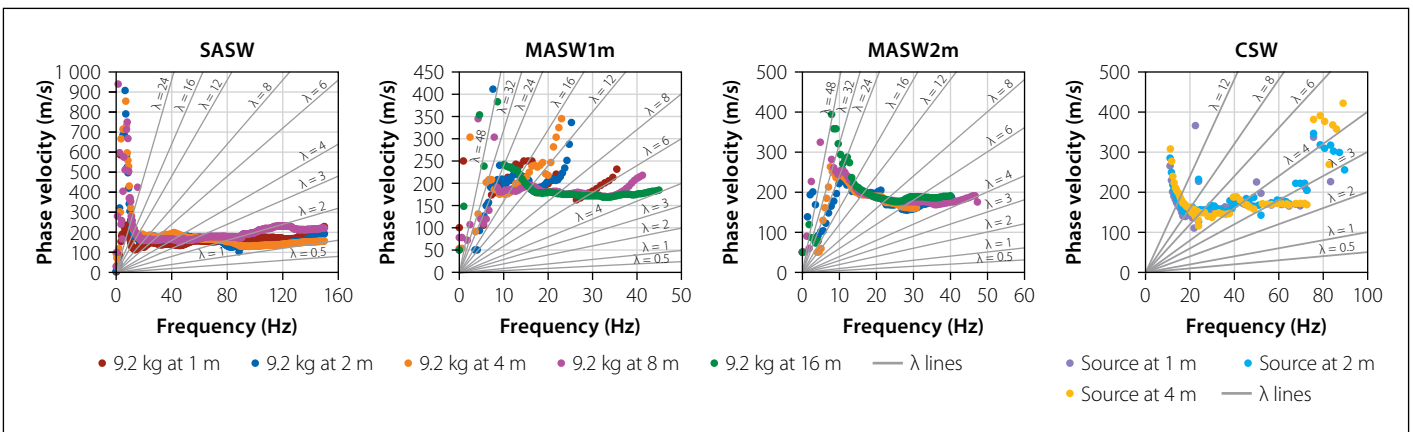 SASW
Phase velocity (m/s)
1 000
900
800
700
600
500
400
300
200
100
0
λ = 24
λ = 16
λ = 12
λ = 8
λ = 6
λ = 4
λ = 3
λ = 2
λ = 1
λ = 0,5
0 40 80 120 160
Frequency (Hz)
MASW1m
Phase velocity (m/s)
450
400
350
300
250
200
150
100
50
0
λ = 48
λ = 32
λ = 24
λ = 16
λ = 12
λ = 8
λ = 6
λ = 4
λ = 3
λ = 2
λ = 1
λ = 0.5
0 10 20 30 40 50
Frequency (Hz)
MASW2m
Phase velocity (m/s)
500
400
300
200
100
0
λ = 48
λ = 32
λ = 24
λ = 16
λ = 12
λ = 8
λ = 6
λ = 4
λ = 3
λ = 2
λ = 1
λ = 0.5
0 10 20 30 40 50 60
Frequency (Hz)
CSW
Phase velocity (m/s)
500
400
300
200
100
0
λ = 12
λ = 8
λ = 6
λ = 4
λ = 3
λ = 2
λ = 1
λ = 0.5
0 20 40 60 80 100
Frequency (Hz)
9.2 kg at 1 m 9.2 kg at 2 m 9.2 kg at 4 m 9.2 kg at 8 m 9.2 kg at 16 m λ lines
Source at 1 m Source at 2 m
Source at 4 m λ lines